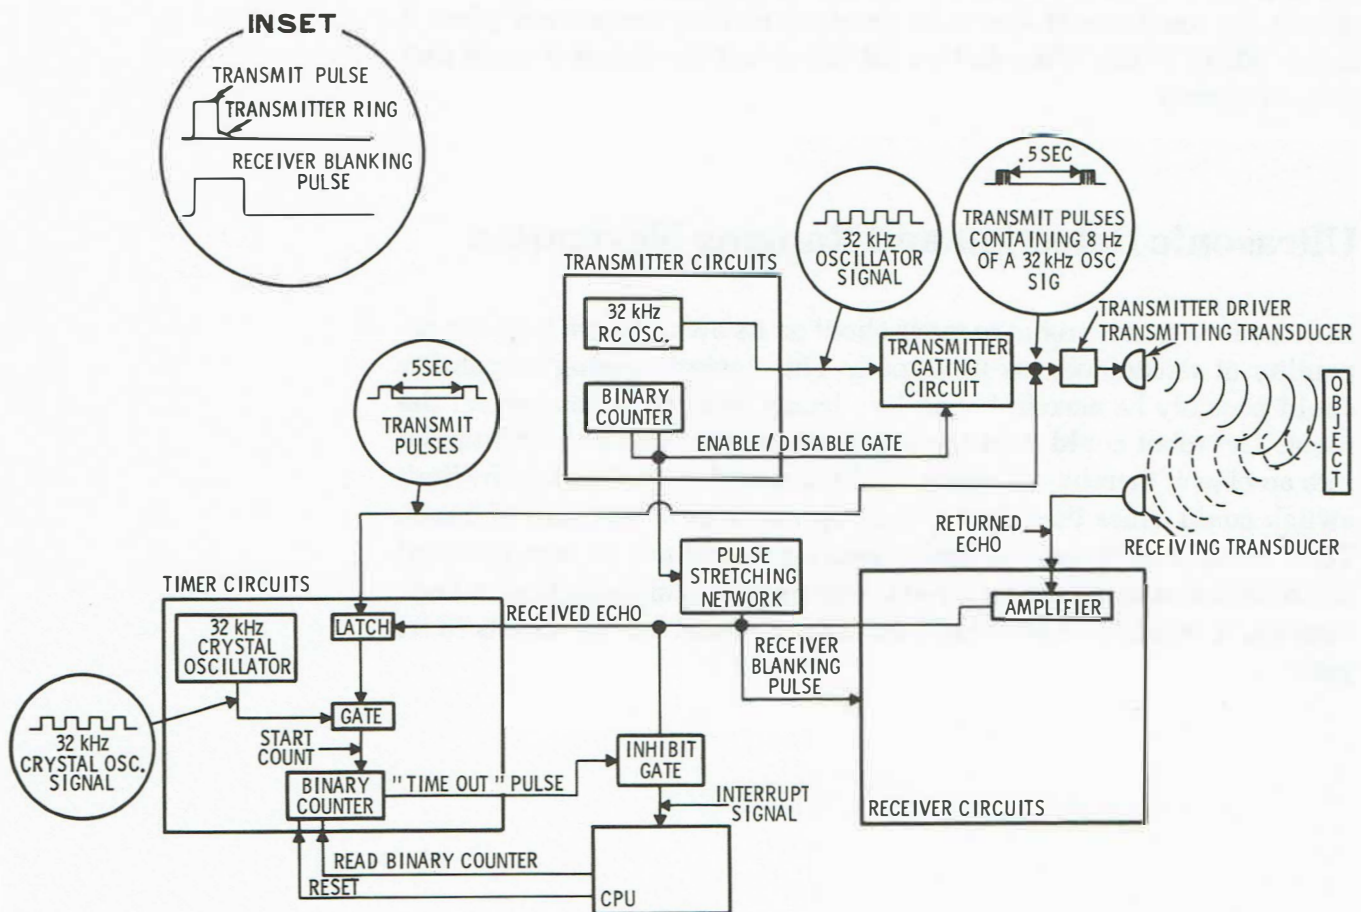 INSET
TRANSMIT PULSE
TRANSMITTER RING
RECEIVER BLANKING
PULSE
.5SEC
TRANSMIT PULSES
CONTAINING 8 Hz
OF A 32 kHz OSC
SIG
32 kHz
OSCILLATOR
SIGNAL
TRANSMITTER CIRCUITS
32 kHz
RC OSC.
BINARY
COUNTER
ENABLE / DISABLE GATE
TRANSMITTER
GATING
CIRCUIT
TRANSMITTER DRIVER
TRANSMITTING TRANSDUCER
OBJECT
.5SEC
TRANSMIT
PULSES
RETURNED
ECHO
RECEIVING TRANSDUCER
PULSE
STRETCHING
NETWORK
TIMER CIRCUITS
RECEIVED ECHO
AMPLIFIER
32 kHz
CRYSTAL
OSCILLATOR
LATCH
RECEIVER
BLANKING
PULSE
GATE
32 kHz
CRYSTAL OSC.
SIGNAL
START
COUNT
BINARY
COUNTER
"TIME OUT" PULSE
INHIBIT
GATE
INTERRUPT
SIGNAL
RECEIVER CIRCUITS
READ BINARY COUNTER
RESET
CPU